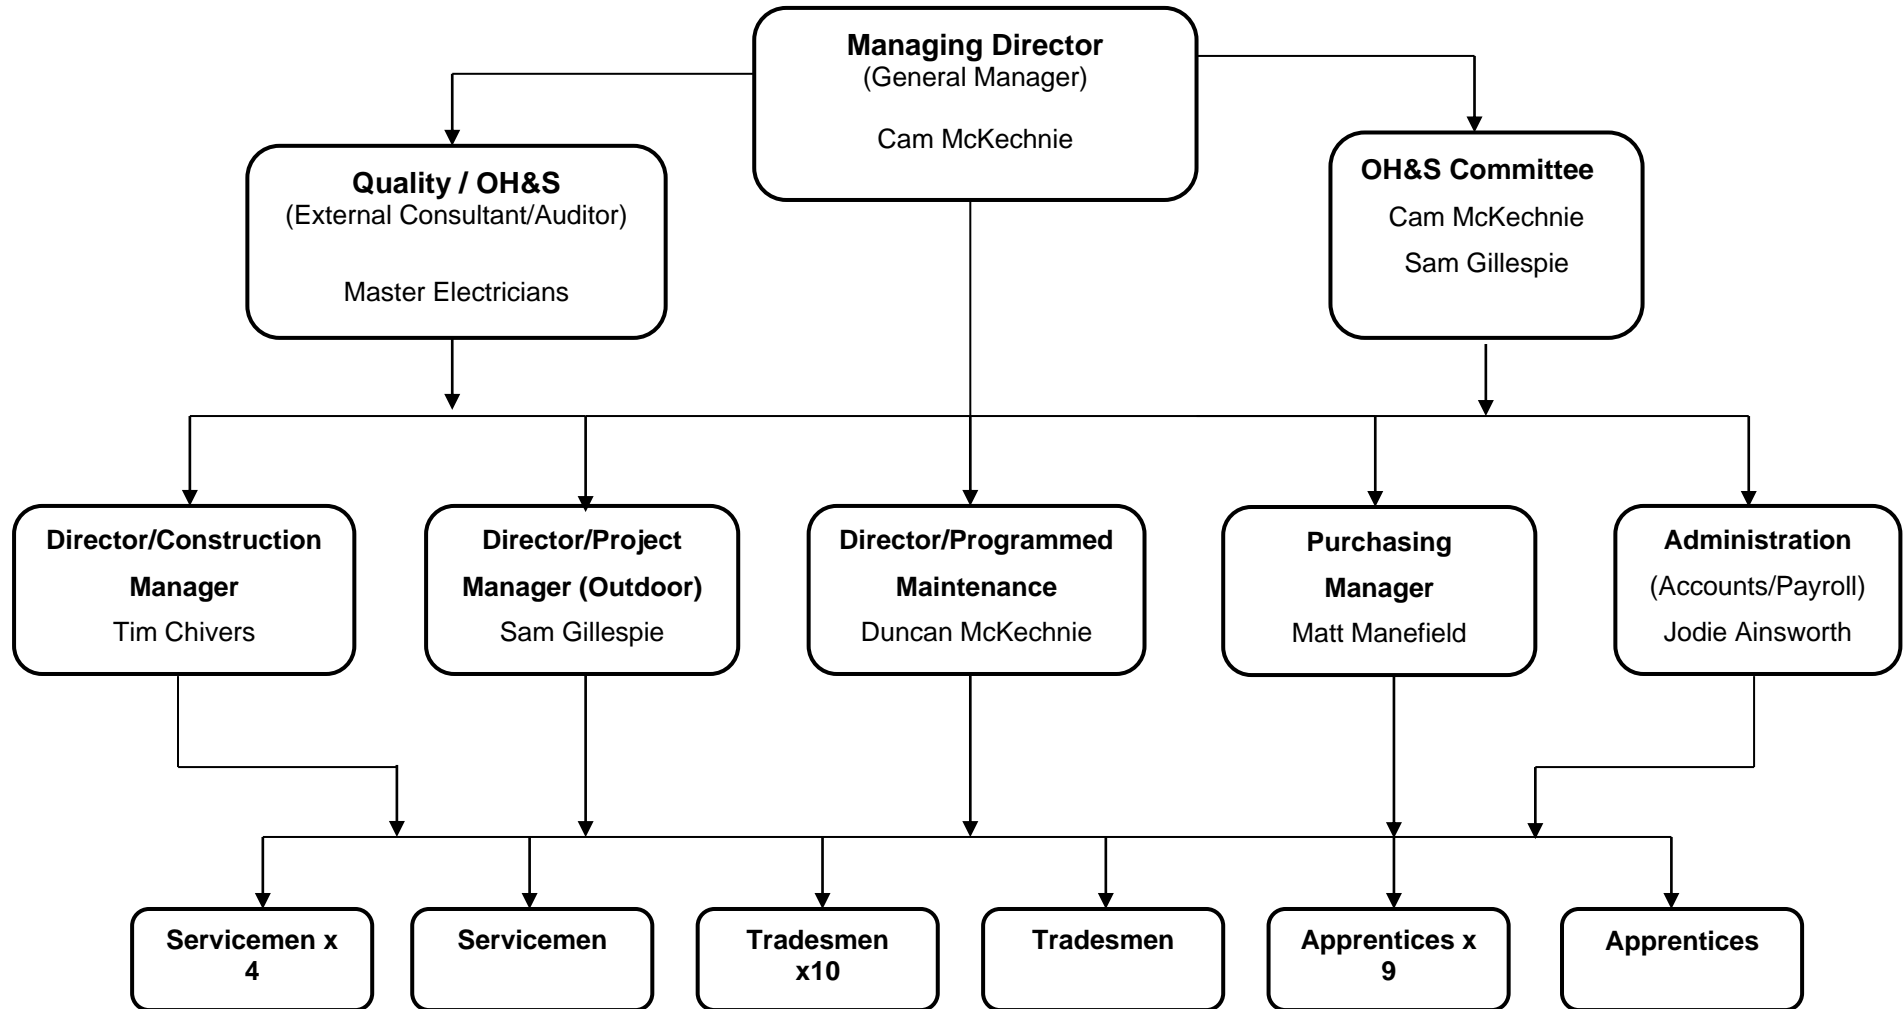 Managing Director
(General Manager)
Cam McKechnie
Quality / OH&S
(External Consultant/Auditor)
Master Electricians
OH&S Committee
Cam McKechnie
Sam Gillespie
Director/Construction
Manager
Tim Chivers
Director/Project
Manager (Outdoor)
Sam Gillespie
Director/Programmed
Maintenance
Duncan McKechnie
Purchasing
Manager
Matt Manefield
Administration
(Accounts/Payroll)
Jodie Ainsworth
Servicemen x
4
Servicemen
Tradesmen
x10
Tradesmen
Apprentices x
9
Apprentices